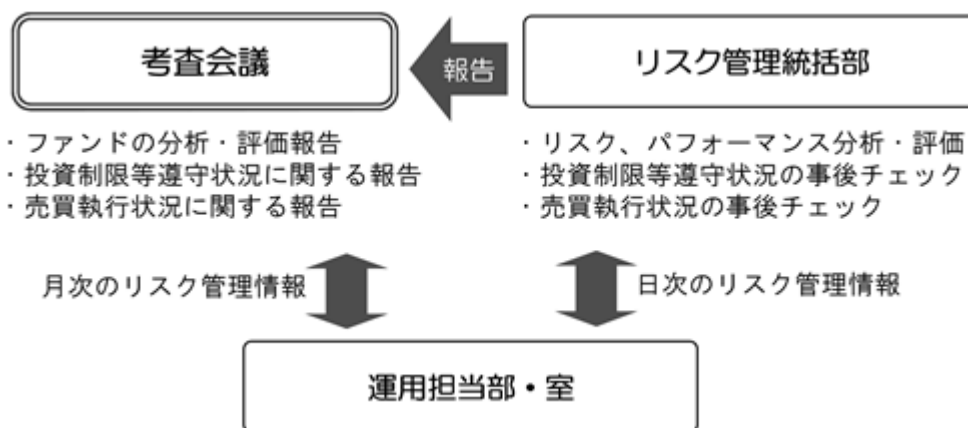 考査会議
報告
リスク管理統括部
・ファンドの分析・評価報告
・投資制限等遵守状況に関する報告
・売買執行状況に関する報告
・リスク、パフォーマンス分析・評価
・投資制限等遵守状況の事後チェック
・売買執行状況の事後チェック
月次のリスク管理情報
日次のリスク管理情報
運用担当部・室